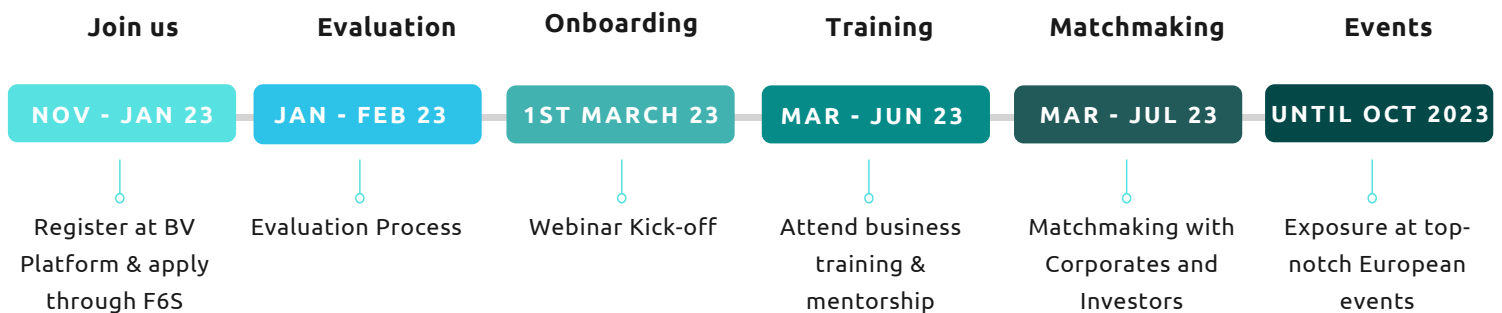 Join us
Evaluation
Onboarding
Training
Matchmaking
Events
NOV - JAN 23
JAN - FEB 23
1ST MARCH 23
MAR - JUN 23
MAR - JUL 23
UNTIL OCT 2023
Register at BV
Platform & apply
through F6S
Evaluation Process
Webinar Kick-off
Attend business
training &
mentorship
Matchmaking with
Corporates and
Investors
Exposure at top-
notch European
events